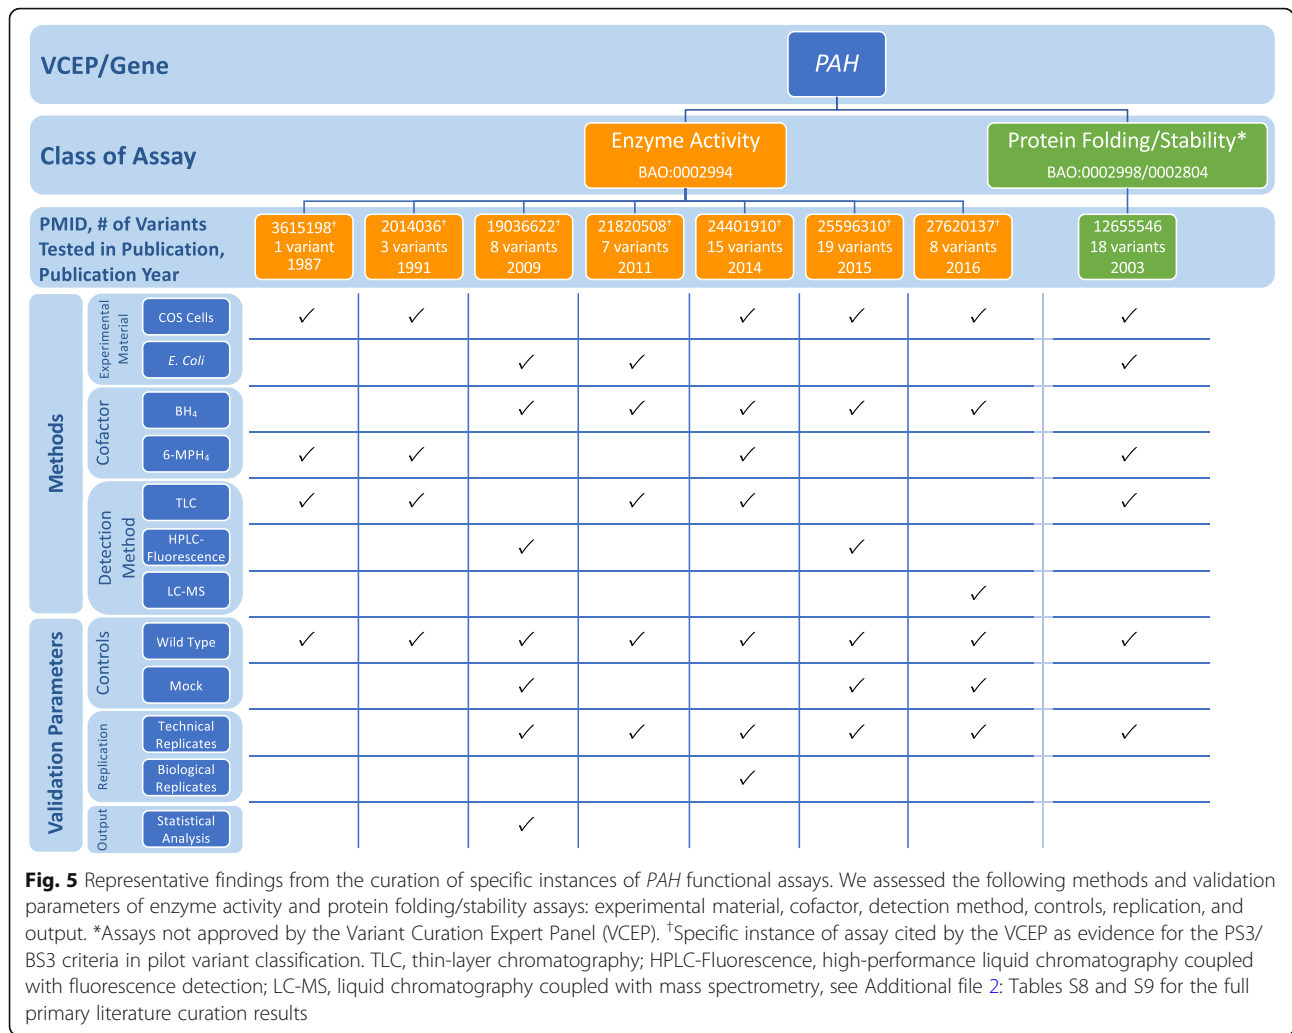 VCEP/Gene
PAH
Class of Assay
Enzyme Activity
BAO:0002994
Protein Folding/Stability*
BAO:0002998/0002804
PMID, # of Variants
Tested in Publication,
Publication Year
3615198†
1 variant
1987
2014036†
3 variants
1991
19036622†
8 variants
2009
21820508†
7 variants
2011
24401910†
15 variants
2014
25596310†
19 variants
2015
27620137†
8 variants
2016
12655546
18 variants
2003
Methods
Experimental
Material
COS Cells
✓ ✓ ✓ ✓ ✓ ✓
E. Coli
✓ ✓ ✓
Cofactor
BH₄
✓ ✓ ✓ ✓ ✓
6-MPH₄
✓ ✓ ✓ ✓
Detection
Method
TLC
✓ ✓ ✓ ✓ ✓
HPLC-
Fluorescence
✓ ✓
LC-MS
✓
Validation Parameters
Controls
Wild Type
✓ ✓ ✓ ✓ ✓ ✓ ✓ ✓
Mock
✓ ✓ ✓
Replication
Technical
Replicates
✓ ✓ ✓ ✓ ✓ ✓
Biological
Replicates
✓
Output
Statistical
Analysis
✓
Fig. 5 Representative findings from the curation of specific instances of PAH functional assays. We assessed the following methods and validation
parameters of enzyme activity and protein folding/stability assays: experimental material, cofactor, detection method, controls, replication, and
output. *Assays not approved by the Variant Curation Expert Panel (VCEP). †Specific instance of assay cited by the VCEP as evidence for the PS3/
BS3 criteria in pilot variant classification. TLC, thin-layer chromatography; HPLC-Fluorescence, high-performance liquid chromatography coupled
with fluorescence detection; LC-MS, liquid chromatography coupled with mass spectrometry, see Additional file 2: Tables S8 and S9 for the full
primary literature curation results